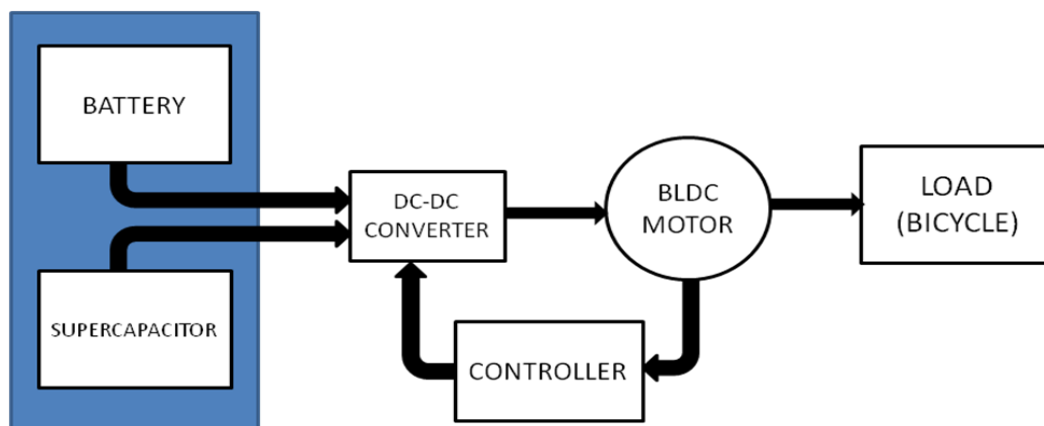 BATTERY
SUPERCAPACITOR
DC-DC
CONVERTER
BLDC
MOTOR
LOAD
(BICYCLE)
CONTROLLER